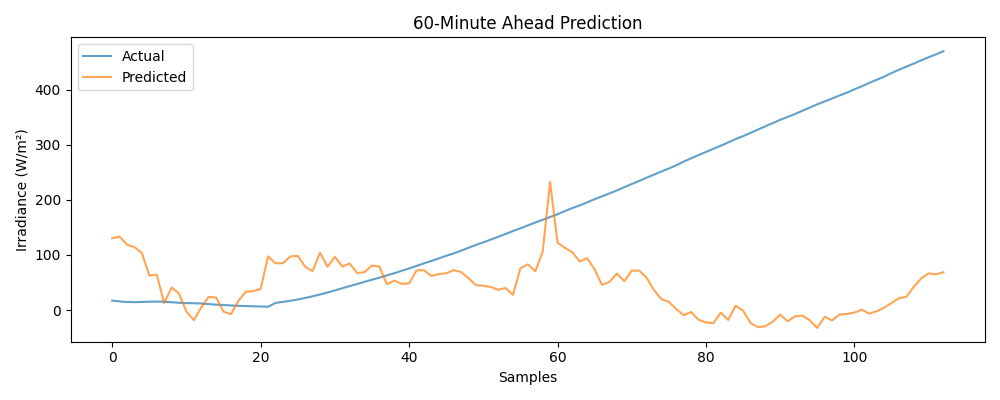 60-Minute Ahead Prediction
Actual
Predicted
Irradiance (W/m²)
400
300
200
100
0
0 20 40 60 80 100
Samples